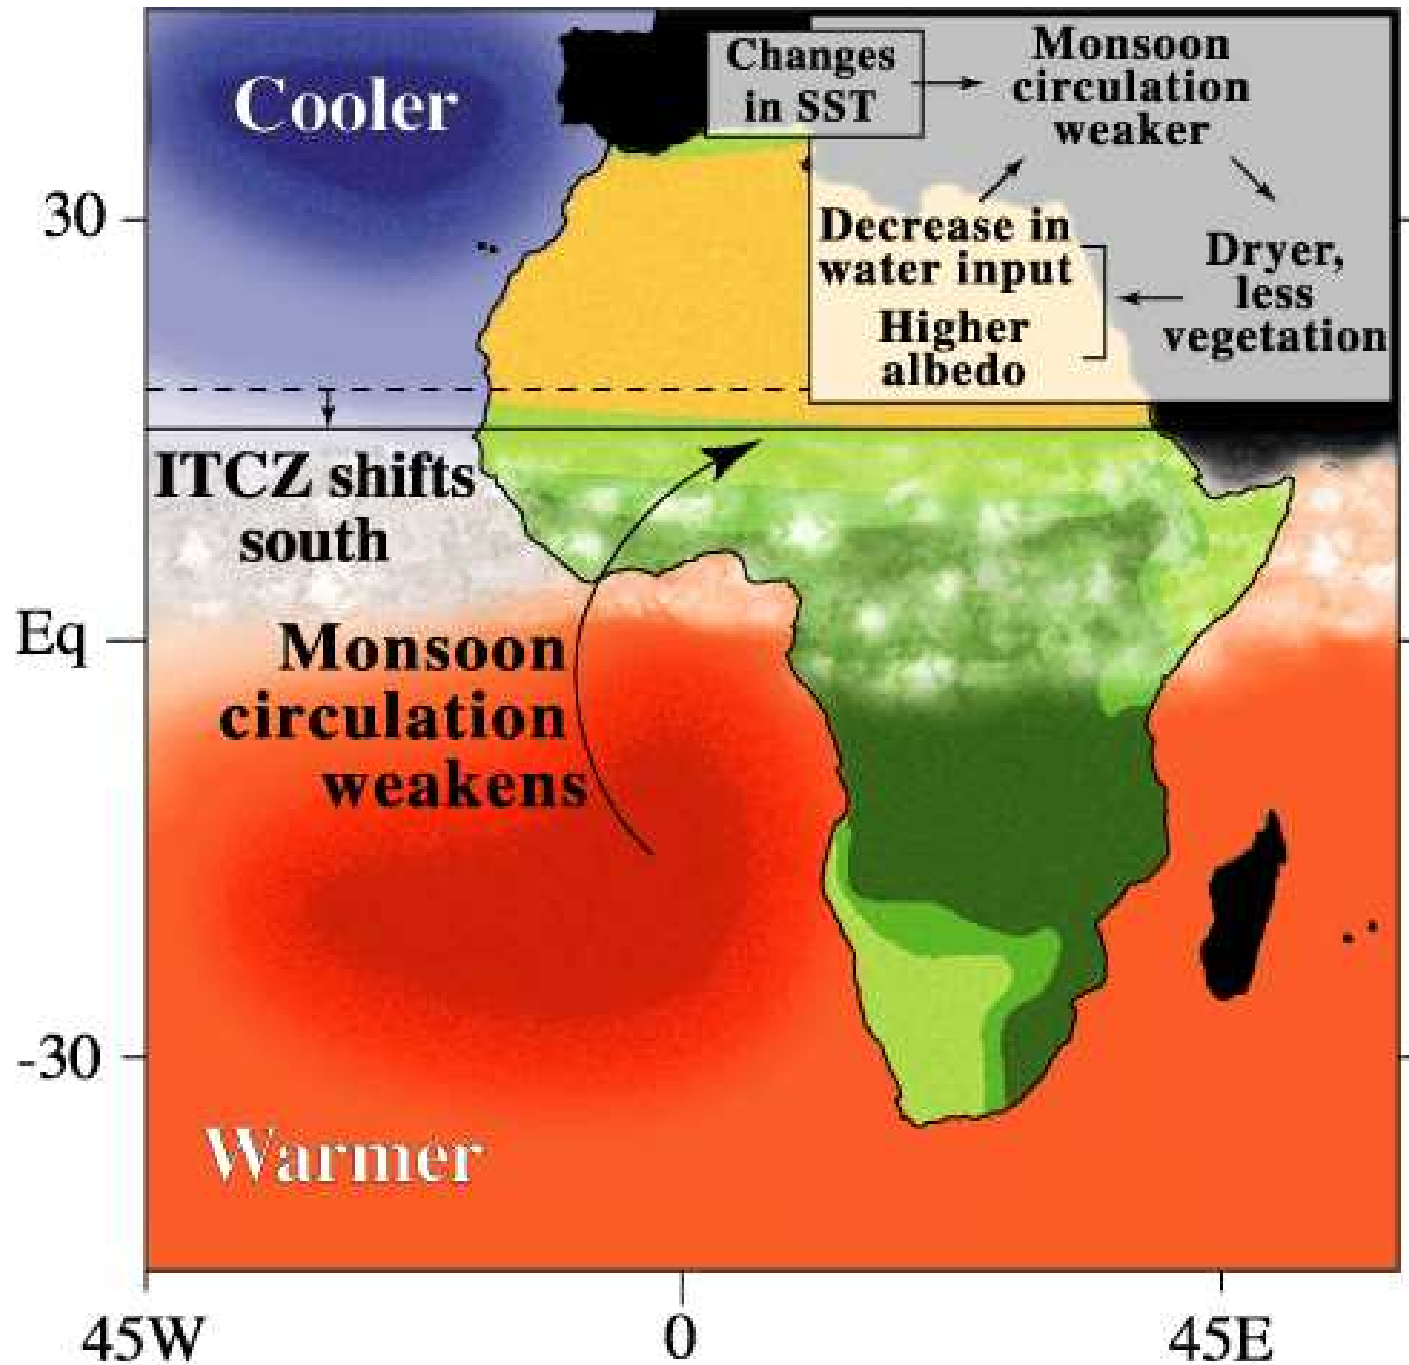 Cooler
Changes
in SST
Monsoon
circulation
weaker
Decrease in
water input
Higher
albedo
Dryer,
less
vegetation
30
ITCZ shifts
south
Eq
Monsoon
circulation
weakens
-30
Warmer
45W
0
45E